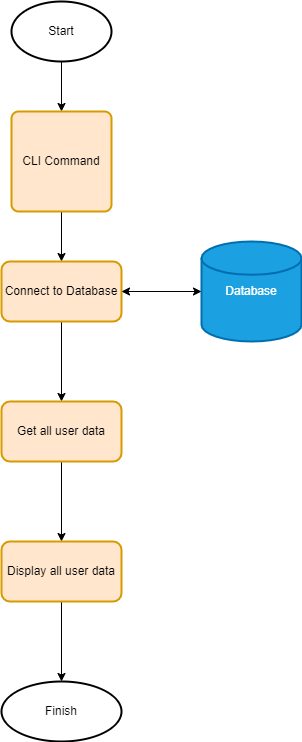 Start
CLI Command
Connect to Database
Database
Get all user data
Display all user data
Finish